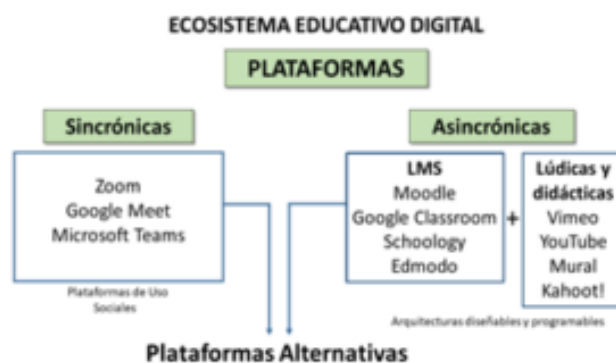 ECOSISTEMA EDUCATIVO DIGITAL
PLATAFORMAS
Sincrónicas
Zoom
Google Meet
Microsoft Teams
Plataformas de Uso
Sociales
Asincrónicas
LMS
Moodle
Google Classroom
Schoology
Edmodo
+
Lúdicas y
didácticas
Vimeo
YouTube
Mural
Kahoot!
Arquitecturas diseñables y programables
Plataformas Alternativas